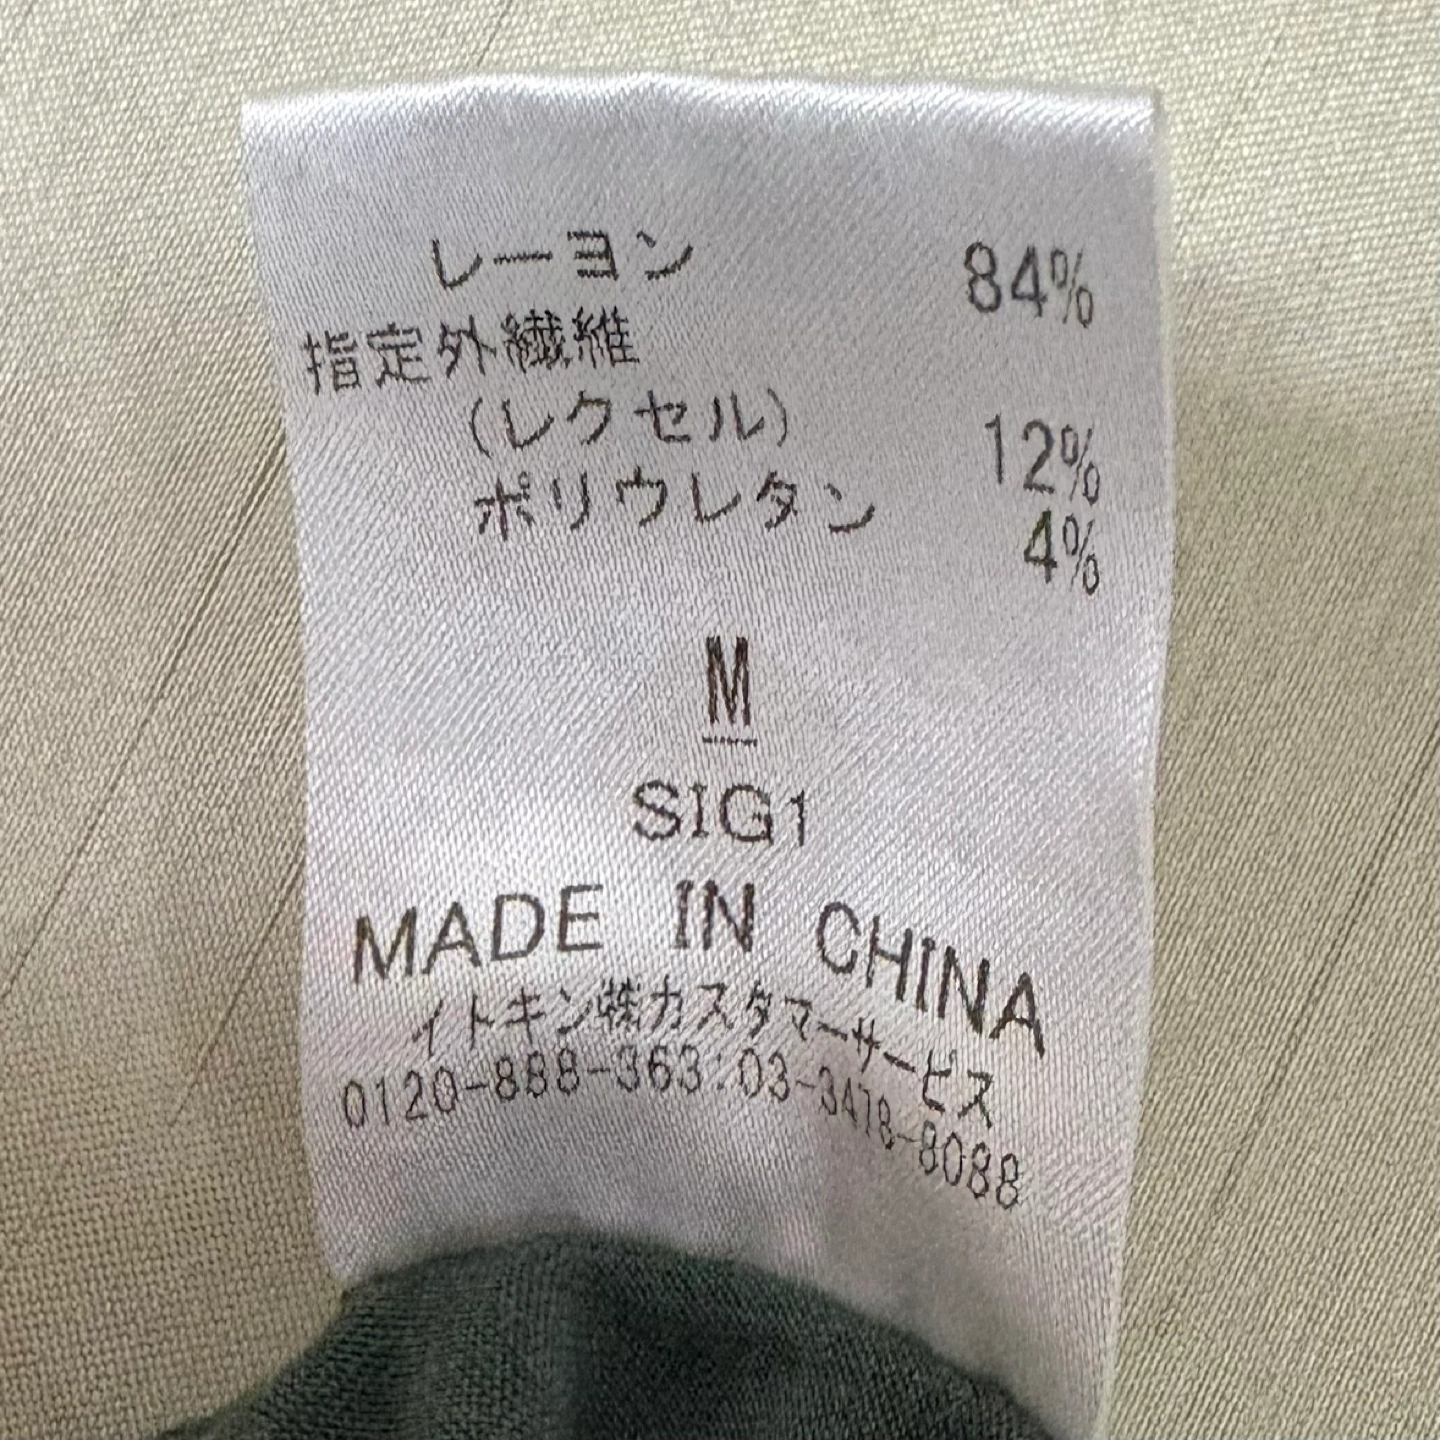 レーヨン 84%
指定外繊維
(レクセル) 12%
ポリウレタン 4%
M
SIG1
MADE IN CHINA
イトキン㈱カスタマーサービス
0120-888-363:03-3478-8088